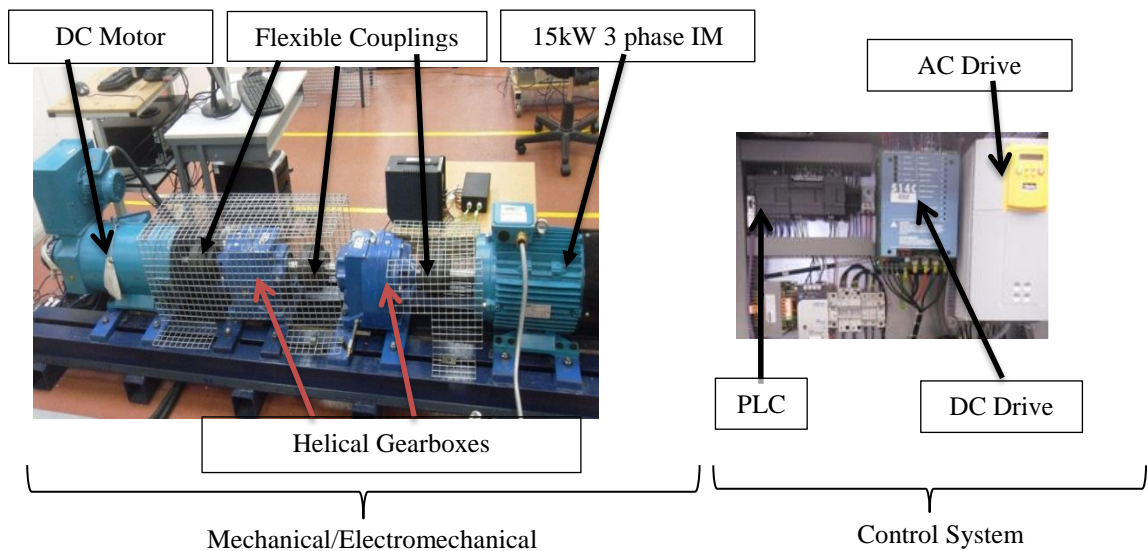 DC Motor
Flexible Couplings
15kW 3 phase IM
AC Drive
PLC
DC Drive
Helical Gearboxes
Mechanical/Electromechanical
Control System